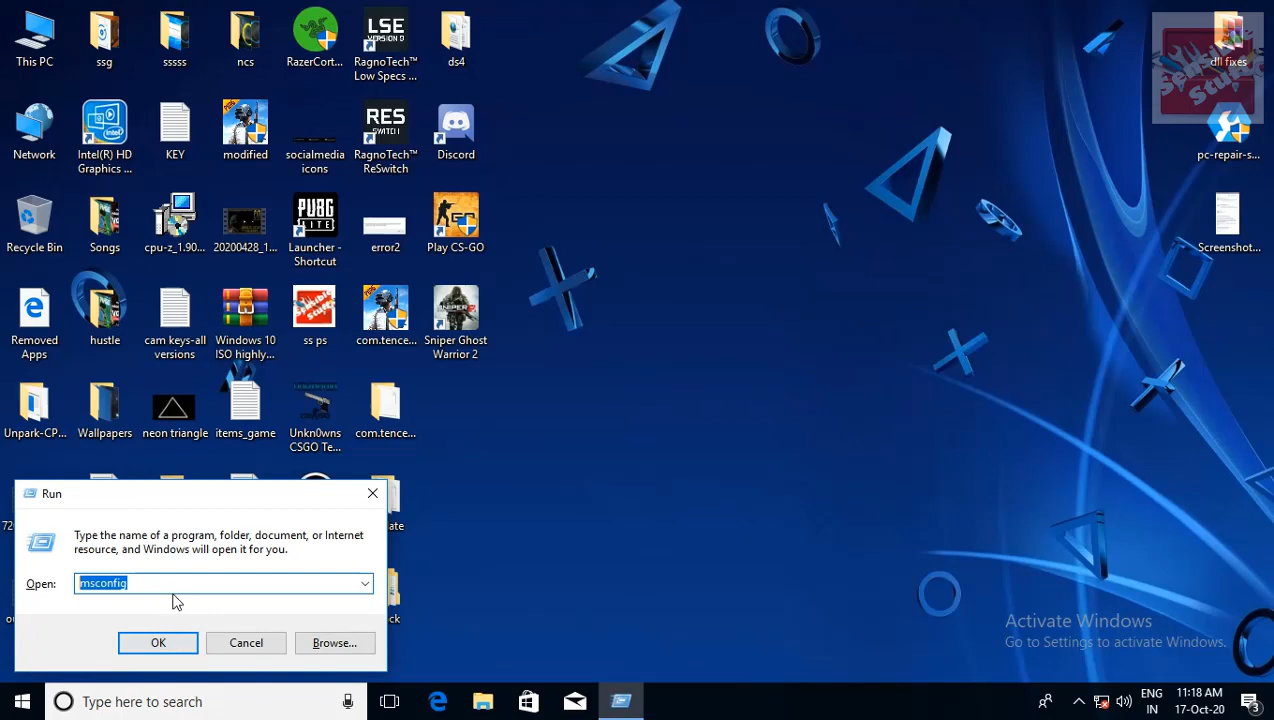 This PC
ssg
sssss
ncs
RazerCort...
LSE
RagnoTech™
Low Specs ...
ds4
dll fixes
Sensible
Stuff
Network
Intel(R) HD
Graphics ...
KEY
modified
socialmedia
icons
RES
SWITCH
RagnoTech™
ReSwitch
Discord
pc-repair-s...
Recycle Bin
Songs
cpu-z_1.90...
20200428_1...
PUBG
LITE
Launcher -
Shortcut
error2
Play CS-GO
Screenshot...
Removed
Apps
hustle
cam keys-all
versions
Windows 10
ISO highly...
ss ps
com.tence...
Sniper Ghost
Warrior 2
Unpark-CP...
Wallpapers
neon triangle
items_game
Unkn0wns
CSGO Te...
com.tence...
Run
Type the name of a program, folder, document, or Internet
resource, and Windows will open it for you.
Open:
msconfig
OK
Cancel
Browse...
Activate Windows
Go to Settings to activate Windows.
Type here to search
ENG
IN
11:18 AM
17-Oct-20
3